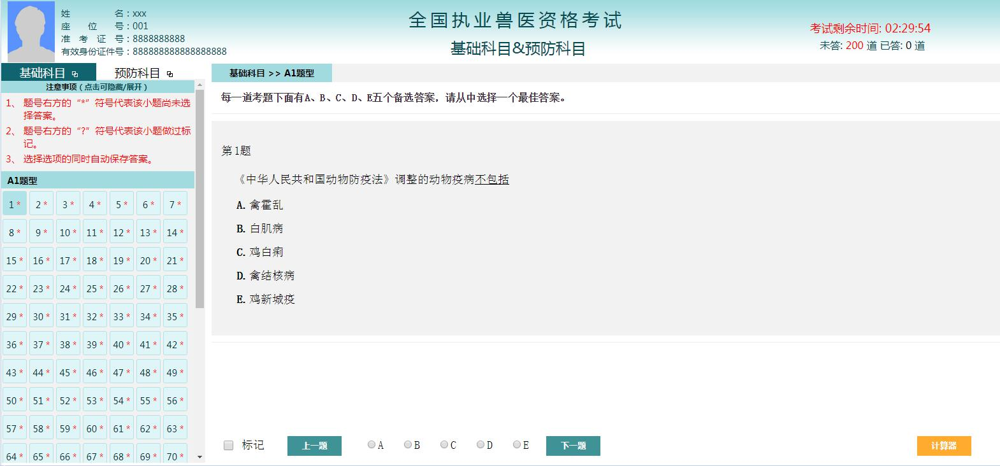 姓 名：xxx
座 位 号：001
准 考 证 号：8888888888
有效身份证件号：888888888888888888
全国执业兽医资格考试
基础科目&预防科目
考试剩余时间: 02:29:54
未答: 200 道 已答: 0 道
基础科目
预防科目
注意事项（点击可隐藏/展开）
1、 题号右方的“*”符号代表该小题尚未选
择答案。
2、 题号右方的“?”符号代表该小题做过标
记。
3、 选择选项的同时自动保存答案。
A1题型
1 * 2 * 3 * 4 * 5 * 6 * 7 *
8 * 9 * 10 * 11 * 12 * 13 * 14 *
15 * 16 * 17 * 18 * 19 * 20 * 21 *
22 * 23 * 24 * 25 * 26 * 27 * 28 *
29 * 30 * 31 * 32 * 33 * 34 * 35 *
36 * 37 * 38 * 39 * 40 * 41 * 42 *
43 * 44 * 45 * 46 * 47 * 48 * 49 *
50 * 51 * 52 * 53 * 54 * 55 * 56 *
57 * 58 * 59 * 60 * 61 * 62 * 63 *
64 * 65 * 66 * 67 * 68 * 69 * 70 *
基础科目 >> A1题型
每一道考题下面有A、B、C、D、E五个备选答案，请从中选择一个最佳答案。
第1题
《中华人民共和国动物防疫法》调整的动物疫病不包括
A. 禽霍乱
B. 白肌病
C. 鸡白痢
D. 禽结核病
E. 鸡新城疫
标记 上一题 A B C D E 下一题 计算器